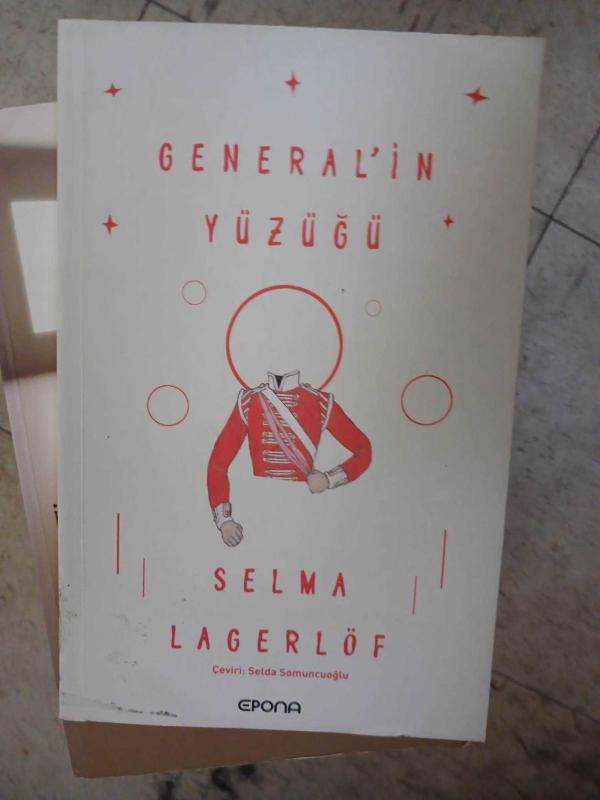 GENERAL'İN
YÜZÜĞÜ
SELMA
LAGERLÖF
Çeviri: Selda Somuncuoğlu
EPONA